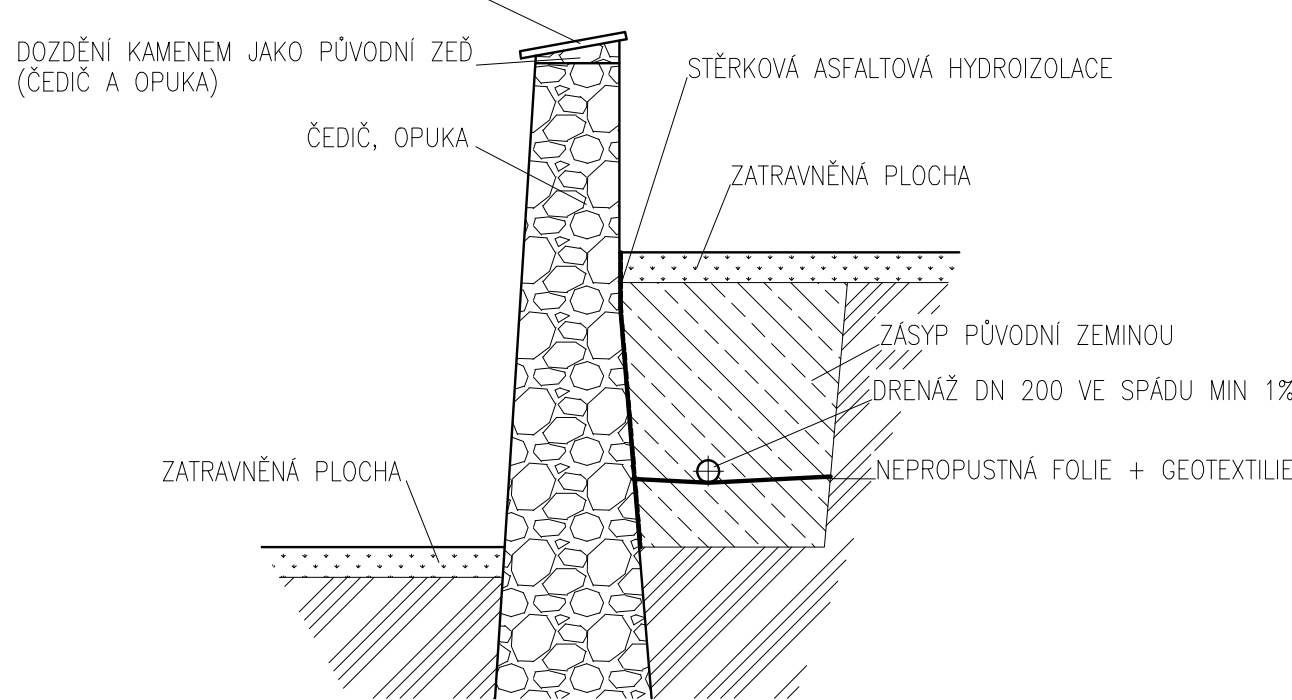 DOZDĚNÍ KAMENEM JAKO PŮVODNÍ ZEĎ
(ČEDIČ A OPUKA)
STĚRKOVÁ ASFALTOVÁ HYDROIZOLACE
ČEDIČ, OPUKA
ZATRAVNĚNÁ PLOCHA
ZÁSYP PŮVODNÍ ZEMINOU
DRENÁŽ DN 200 VE SPÁDU MIN 1%
ZATRAVNĚNÁ PLOCHA
NEPROPUSTNÁ FOLIE + GEOTEXTILIE